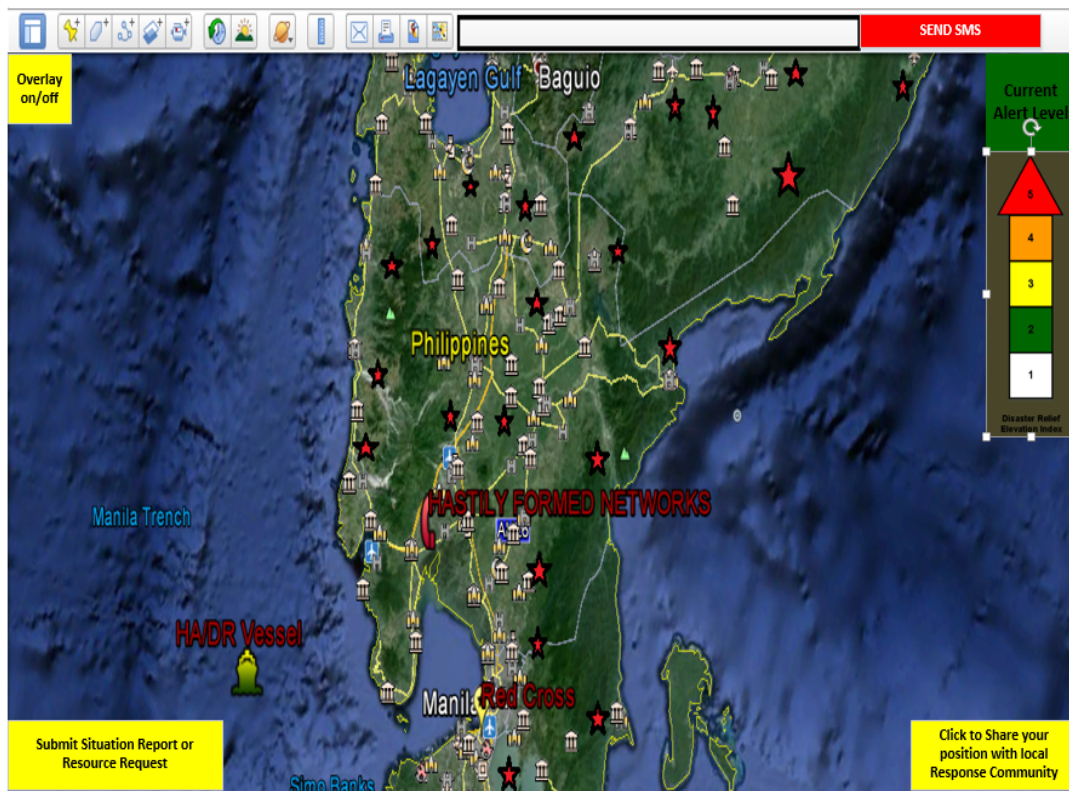 SEND SMS
Overlay
on/off
Lagayen Gulf
Baguio
Current
Alert Level
5
4
3
2
1
Disaster Relief
Elevation Index
Philippines
HASTILY FORMED NETWORKS
Manila Trench
HA/DR Vessel
Manila
Red Cross
Submit Situation Report or
Resource Request
Click to Share your
position with local
Response Community
Simo Banks